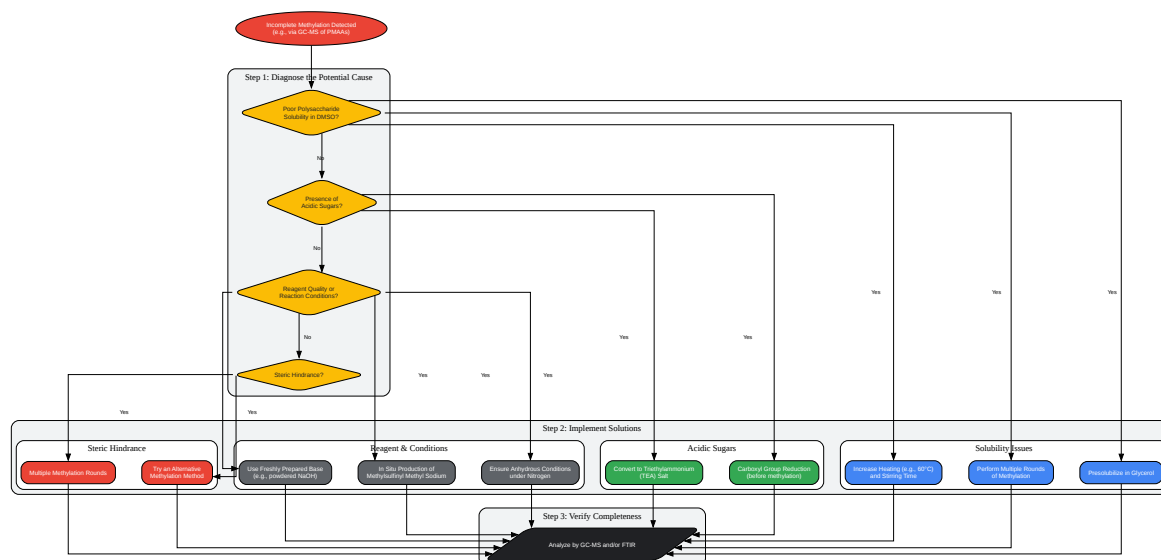 Incomplete Methylation Detected
(e.g., via GC-MS of PMAAs)
Step 1: Diagnose the Potential Cause
Poor Polysaccharide
Solubility in DMSO?
No
Presence of
Acidic Sugars?
No
Reagent Quality or
Reaction Conditions?
Yes
Yes
Yes
No
Yes
Yes
Steric Hindrance?
Yes
Yes
Yes
Yes
Yes
Step 2: Implement Solutions
Steric Hindrance
Multiple Methylation Rounds
Try an Alternative
Methylation Method
Reagent & Conditions
Use Freshly Prepared Base
(e.g., powdered NaOH)
In Situ Production of
Methylsulfinyl Methyl Sodium
Ensure Anhydrous Conditions
under Nitrogen
Acidic Sugars
Convert to Triethylammonium
(TEA) Salt
Carboxyl Group Reduction
(before methylation)
Solubility Issues
Increase Heating (e.g., 60°C)
and Stirring Time
Perform Multiple Rounds
of Methylation
Presolubilize in Glycerol
Step 3: Verify Completeness
Analyze by GC-MS and/or FTIR